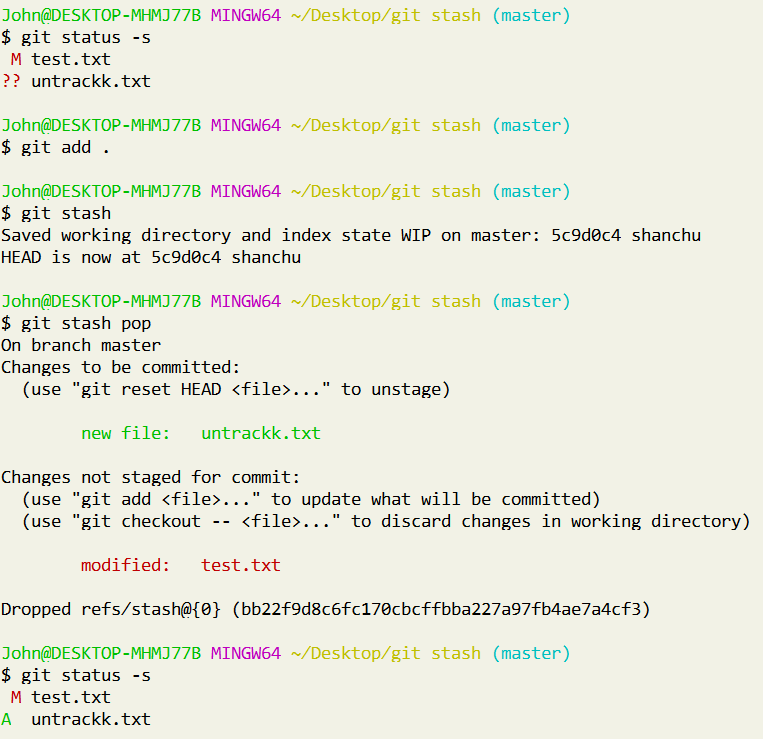 John@DESKTOP-MHMJ77B MINGW64 ~/Desktop/git stash (master)
$ git status -s
 M test.txt
?? untrackk.txt

John@DESKTOP-MHMJ77B MINGW64 ~/Desktop/git stash (master)
$ git add .

John@DESKTOP-MHMJ77B MINGW64 ~/Desktop/git stash (master)
$ git stash
Saved working directory and index state WIP on master: 5c9d0c4 shanchu
HEAD is now at 5c9d0c4 shanchu

John@DESKTOP-MHMJ77B MINGW64 ~/Desktop/git stash (master)
$ git stash pop
On branch master
Changes to be committed:
  (use "git reset HEAD <file>..." to unstage)

        new file:   untrackk.txt

Changes not staged for commit:
  (use "git add <file>..." to update what will be committed)
  (use "git checkout -- <file>..." to discard changes in working directory)

        modified:   test.txt

Dropped refs/stash@{0} (bb22f9d8c6fc170cbcffbba227a97fb4ae7a4cf3)

John@DESKTOP-MHMJ77B MINGW64 ~/Desktop/git stash (master)
$ git status -s
 M test.txt
A  untrackk.txt